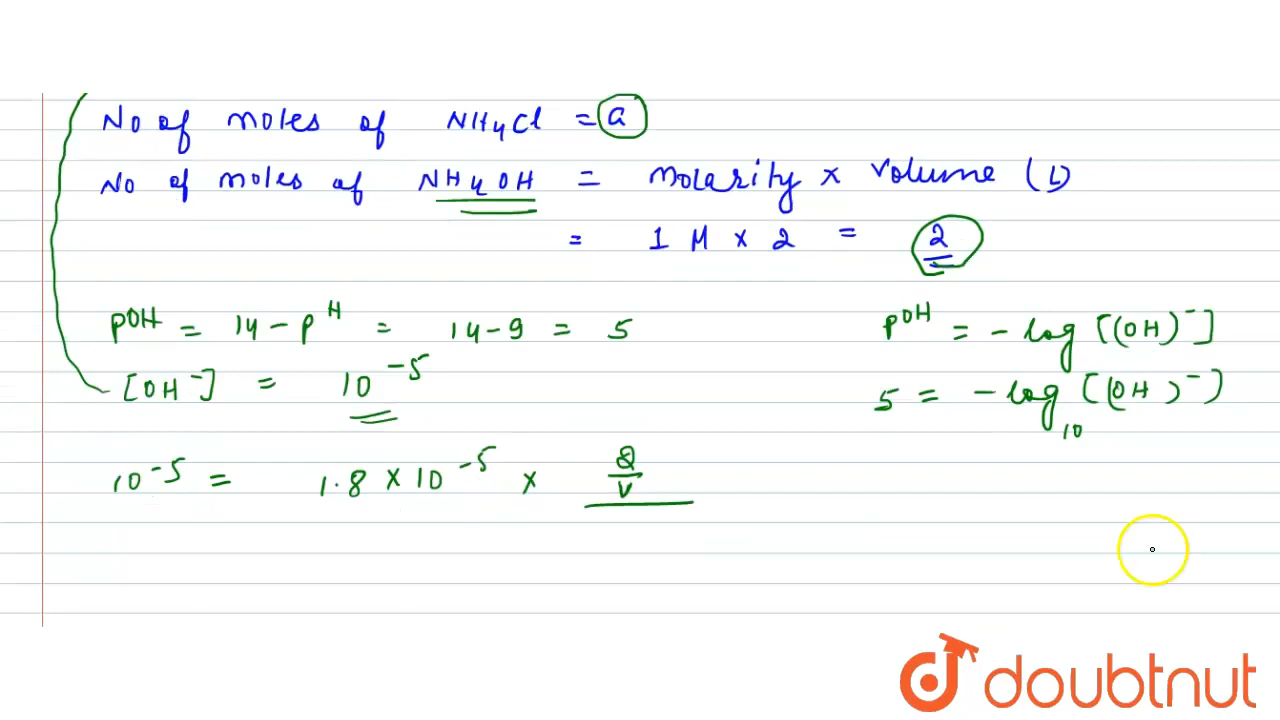 No of moles of NH4Cl = a
No of moles of NH4OH = Molarity × Volume (L)
= 1 M × 2 = 2
pOH = 14 - pH = 14 - 9 = 5
[OH-] = 10-5
pOH = - log [(OH)-]
5 = - log10 [(OH)-]
10-5 = 1.8 × 10-5 × 2/V
doubtnut